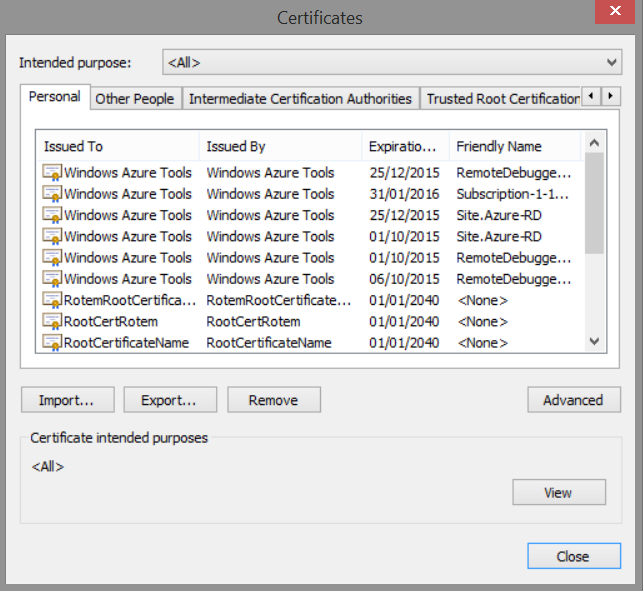 Certificates
Intended purpose: <All>
Personal Other People Intermediate Certification Authorities Trusted Root Certification
Issued To Issued By Expiratio... Friendly Name
Windows Azure Tools Windows Azure Tools 25/12/2015 RemoteDebugge...
Windows Azure Tools Windows Azure Tools 31/01/2016 Subscription-1-1...
Windows Azure Tools Windows Azure Tools 25/12/2015 Site.Azure-RD
Windows Azure Tools Windows Azure Tools 01/10/2015 Site.Azure-RD
Windows Azure Tools Windows Azure Tools 01/10/2015 RemoteDebugge...
Windows Azure Tools Windows Azure Tools 06/10/2015 RemoteDebugge...
RotemRootCertifica... RotemRootCertificate... 01/01/2040 <None>
RootCertRotem RootCertRotem 01/01/2040 <None>
RootCertificateName RootCertificateName 01/01/2040 <None>
Import... Export... Remove Advanced
Certificate intended purposes
<All>
View
Close